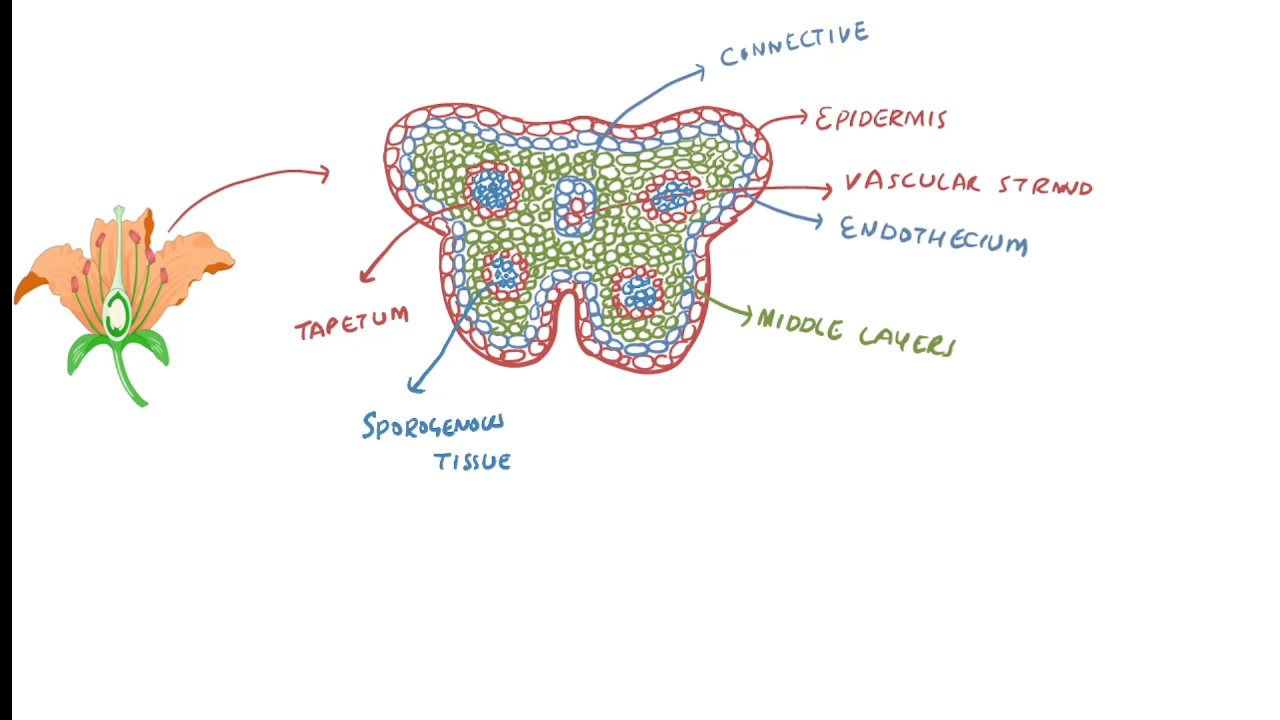 CONNECTIVE
EPIDERMIS
VASCULAR STRAND
ENDOTHECIUM
TAPETUM
MIDDLE LAYERS
SPOROGENOUS
TISSUE